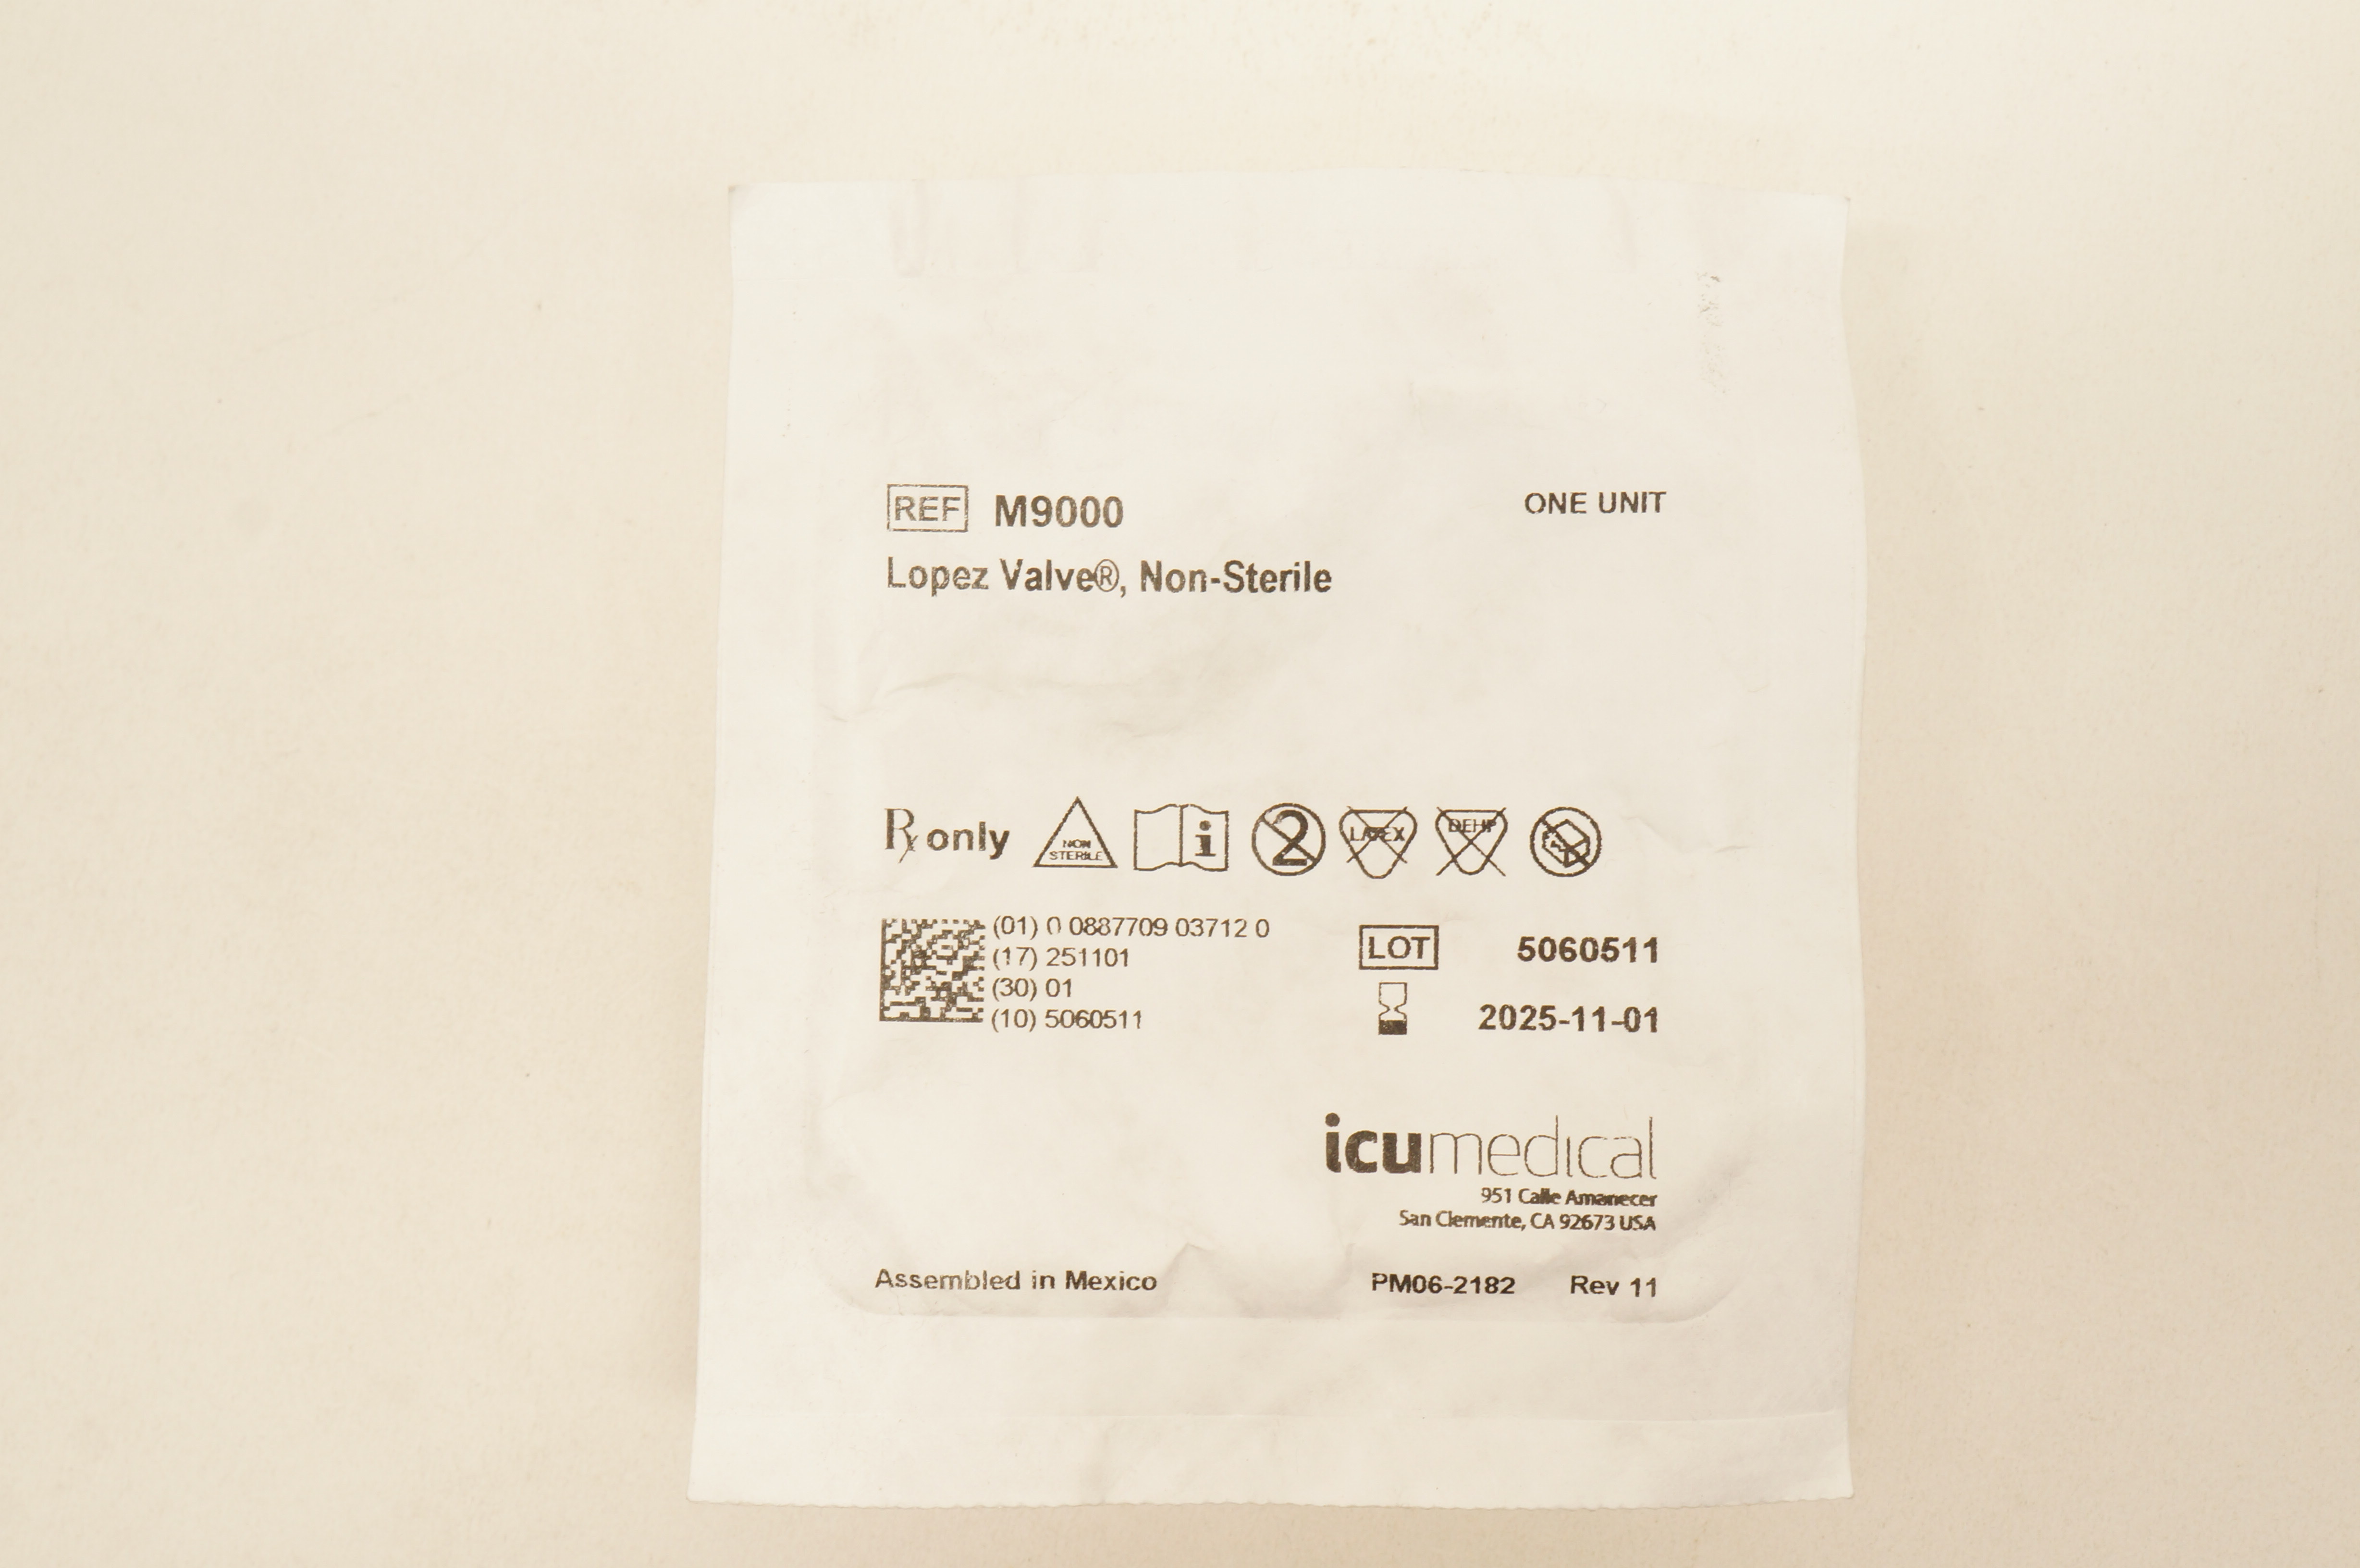 REF M9000 ONE UNIT
Lopez Valve®, Non-Sterile
Rx only NON STERILE i 2 LATEX DEHP
(01) 0 0887709 03712 0
(17) 251101
(30) 01
(10) 5060511
LOT 5060511
2025-11-01
icumedical
951 Calle Amanecer
San Clemente, CA 92673 USA
Assembled in Mexico PM06-2182 Rev 11